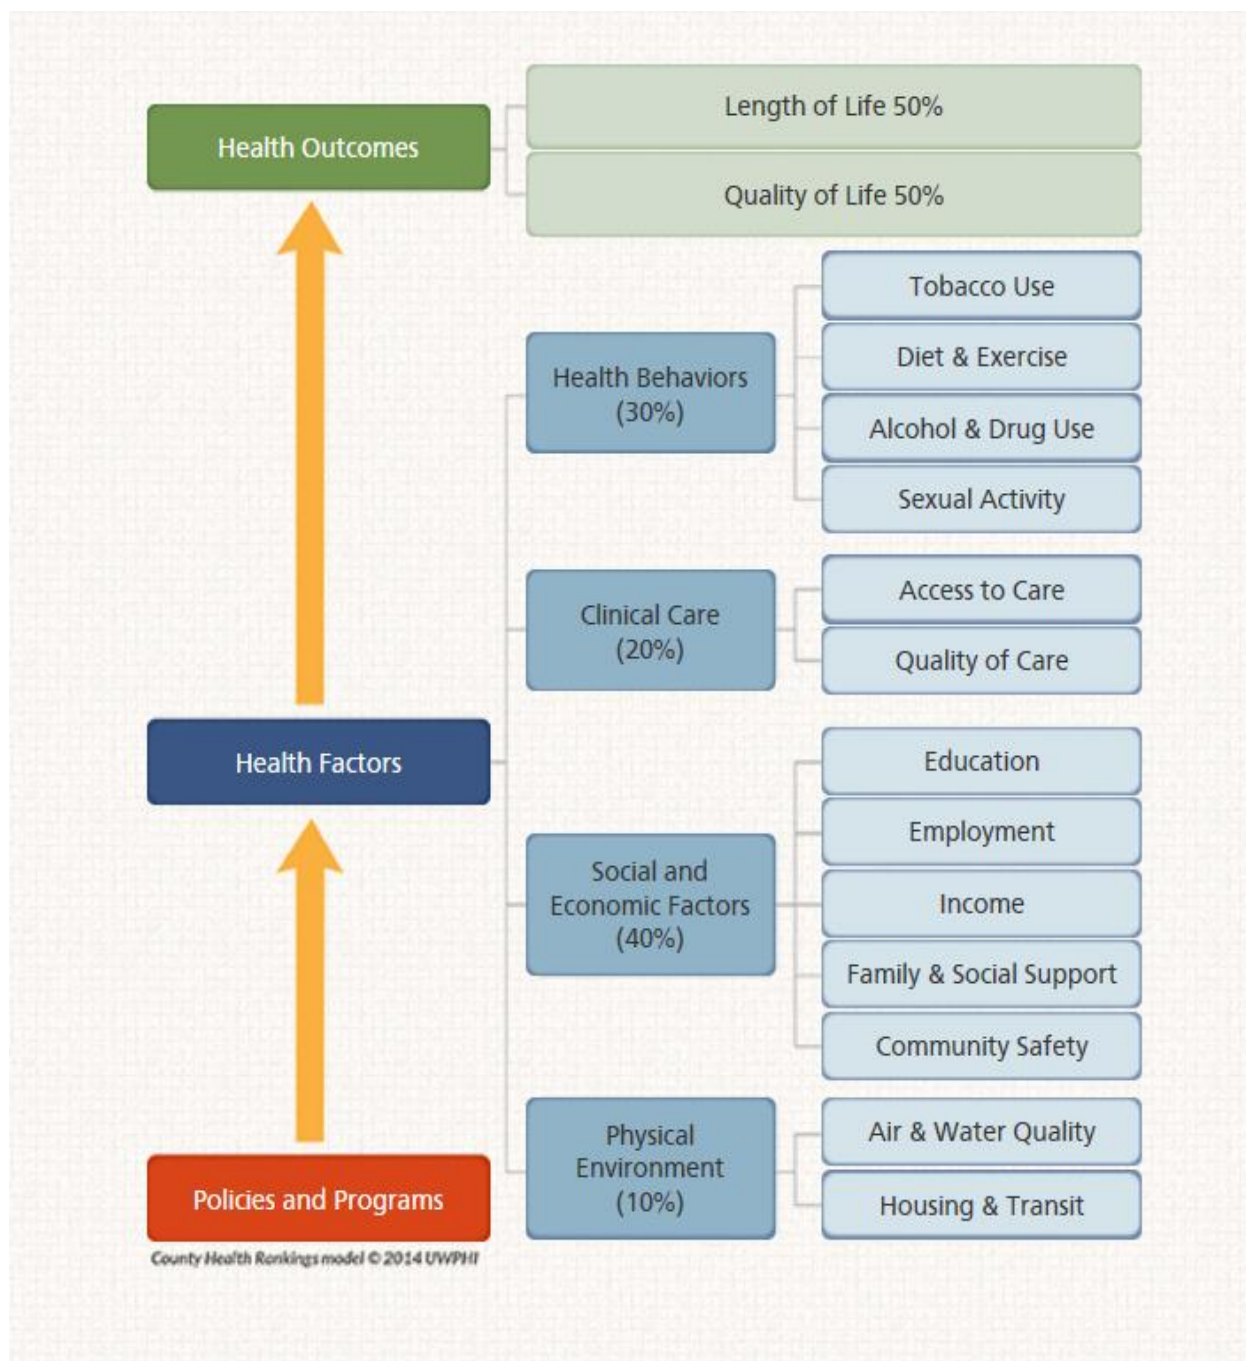 Health Outcomes
Length of Life 50%
Quality of Life 50%
Health Factors
Health Behaviors
(30%)
Tobacco Use
Diet & Exercise
Alcohol & Drug Use
Sexual Activity
Clinical Care
(20%)
Access to Care
Quality of Care
Social and
Economic Factors
(40%)
Education
Employment
Income
Family & Social Support
Community Safety
Physical
Environment
(10%)
Air & Water Quality
Housing & Transit
Policies and Programs
County Health Rankings model © 2014 UWPHI